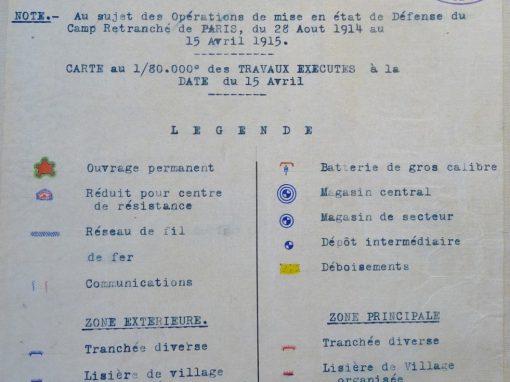 NOTE.- Au sujet des Opérations de mise en état de Défense du
Camp Retranché de PARIS, du 28 Aout 1914 au
15 Avril 1915.
CARTE au 1/80.000° des TRAVAUX EXECUTES à la
DATE du 15 Avril
LEGENDE
Ouvrage permanent
Réduit pour centre
de résistance
Réseau de fil
de fer
Communications
ZONE EXTERIEURE.
Tranchée diverse
Lisière de village
Batterie de gros calibre
Magasin central
Magasin de secteur
Dépôt intermédiaire
Déboisements
ZONE PRINCIPALE
Tranchée diverse
Lisière de Village
organisée